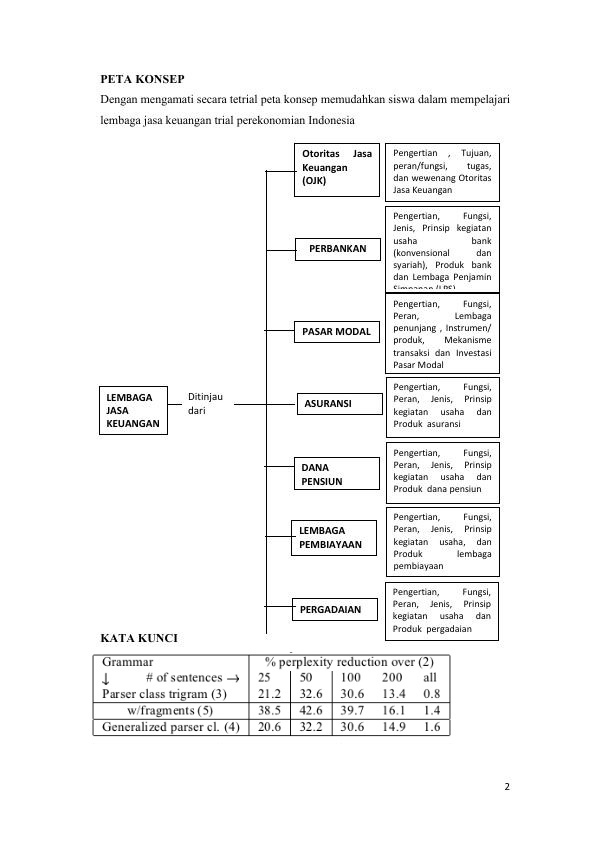 PETA KONSEP
Dengan mengamati secara tetrial peta konsep memudahkan siswa dalam mempelajari
lembaga jasa keuangan trial perekonomian Indonesia
Otoritas Jasa
Keuangan
(OJK)
Pengertian , Tujuan,
peran/fungsi, tugas,
dan wewenang Otoritas
Jasa Keuangan
PERBANKAN
Pengertian, Fungsi,
Jenis, Prinsip kegiatan
usaha bank
(konvensional dan
syariah), Produk bank
dan Lembaga Penjamin
Simpanan (LPS)
PASAR MODAL
Pengertian, Fungsi,
Peran, Lembaga
penunjang , Instrumen/
produk, Mekanisme
transaksi dan Investasi
Pasar Modal
LEMBAGA
JASA
KEUANGAN
Ditinjau
dari
ASURANSI
Pengertian, Fungsi,
Peran, Jenis, Prinsip
kegiatan usaha dan
Produk asuransi
DANA
PENSIUN
Pengertian, Fungsi,
Peran, Jenis, Prinsip
kegiatan usaha dan
Produk dana pensiun
LEMBAGA
PEMBIAYAAN
Pengertian, Fungsi,
Peran, Jenis, Prinsip
kegiatan usaha, dan
Produk lembaga
pembiayaan
PERGADAIAN
Pengertian, Fungsi,
Peran, Jenis, Prinsip
kegiatan usaha dan
Produk pergadaian
KATA KUNCI
Grammar % perplexity reduction over (2)
↓ # of sentences → 25 50 100 200 all
Parser class trigram (3) 21.2 32.6 30.6 13.4 0.8
w/fragments (5) 38.5 42.6 39.7 16.1 1.4
Generalized parser cl. (4) 20.6 32.2 30.6 14.9 1.6
2